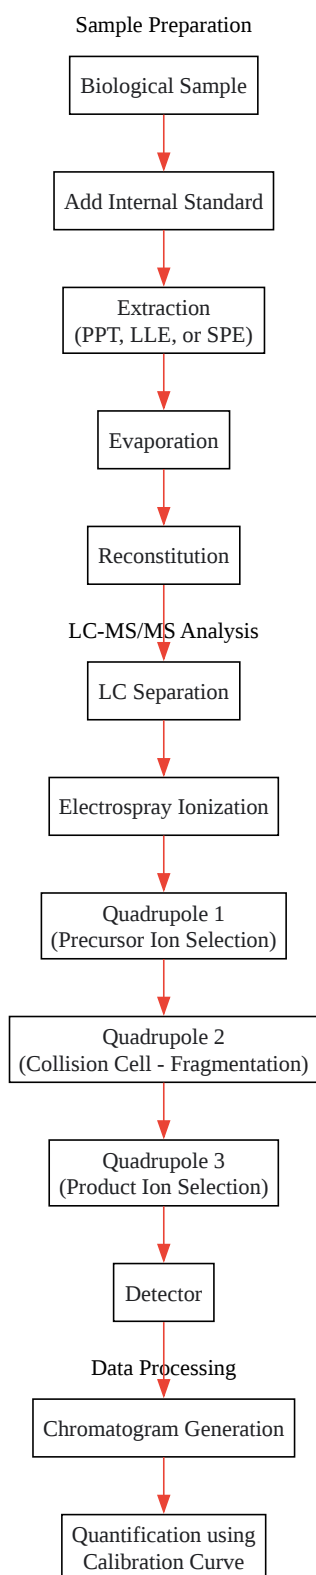 Sample Preparation
Biological Sample
Add Internal Standard
Extraction
(PPT, LLE, or SPE)
Evaporation
Reconstitution
LC-MS/MS Analysis
LC Separation
Electrospray Ionization
Quadrupole 1
(Precursor Ion Selection)
Quadrupole 2
(Collision Cell - Fragmentation)
Quadrupole 3
(Product Ion Selection)
Detector
Data Processing
Chromatogram Generation
Quantification using
Calibration Curve